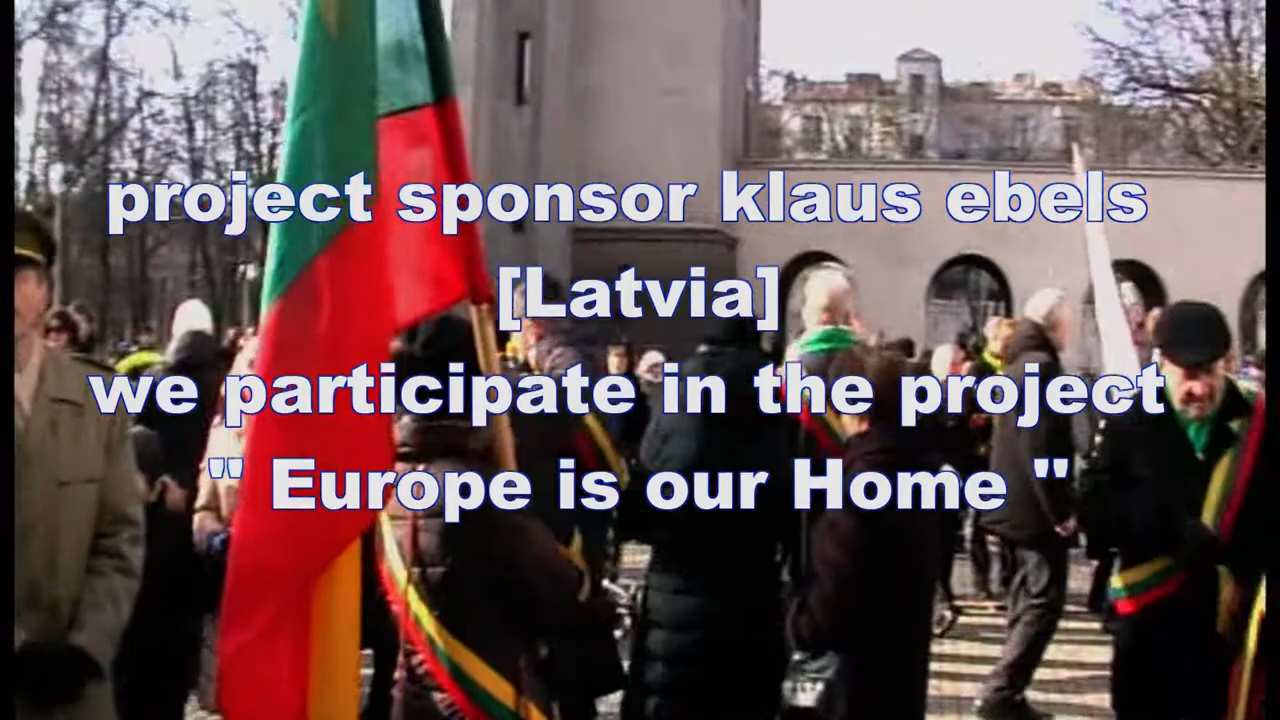 project sponsor klaus ebels
[Latvia]
we participate in the project
" Europe is our Home "